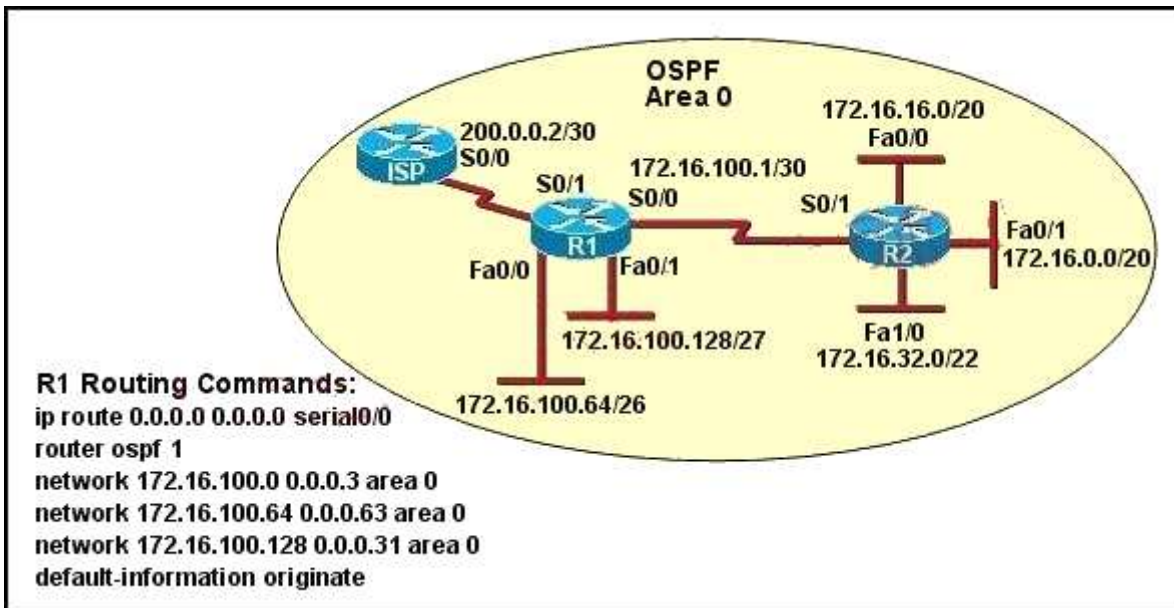 OSPF
Area 0
172.16.16.0/20
Fa0/0
200.0.0.2/30
S0/0
ISP
172.16.100.1/30
S0/1
S0/0
S0/1
R1
R2
Fa0/1
172.16.0.0/20
Fa0/0
Fa0/1
172.16.100.128/27
Fa1/0
172.16.32.0/22
172.16.100.64/26
R1 Routing Commands:
ip route 0.0.0.0 0.0.0.0 serial0/0
router ospf 1
network 172.16.100.0 0.0.0.3 area 0
network 172.16.100.64 0.0.0.63 area 0
network 172.16.100.128 0.0.0.31 area 0
default-information originate